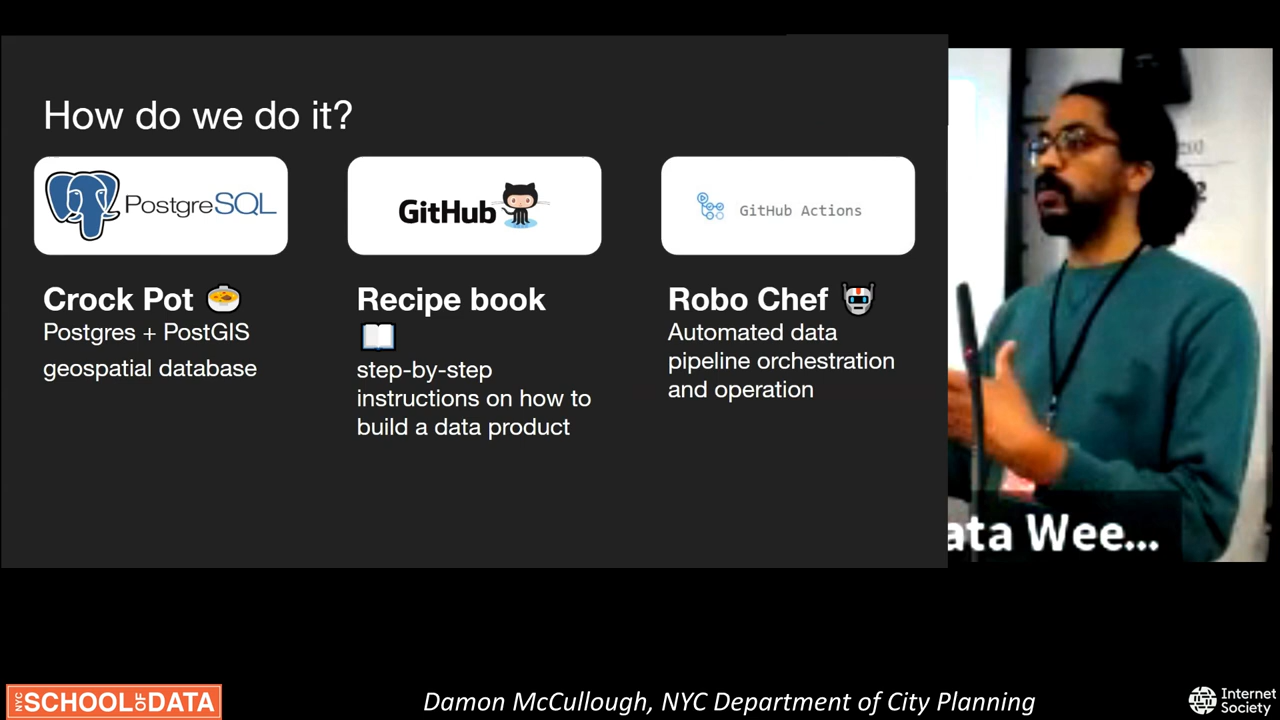 How do we do it?
PostgreSQL
GitHub
GitHub Actions
Crock Pot
Postgres + PostGIS
geospatial database
Recipe book
step-by-step
instructions on how to
build a data product
Robo Chef
Automated data
pipeline orchestration
and operation
ata Wee...
NYC SCHOOL OF DATA
Damon McCullough, NYC Department of City Planning
Internet
Society